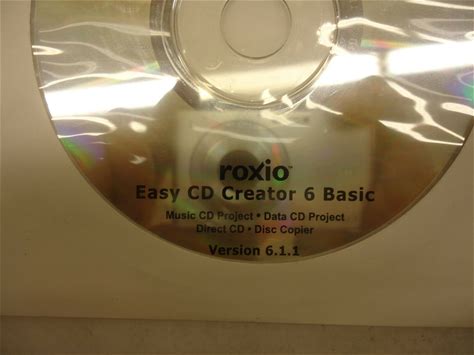 roxio™
Easy CD Creator 6 Basic
Music CD Project • Data CD Project
Direct CD • Disc Copier
Version 6.1.1